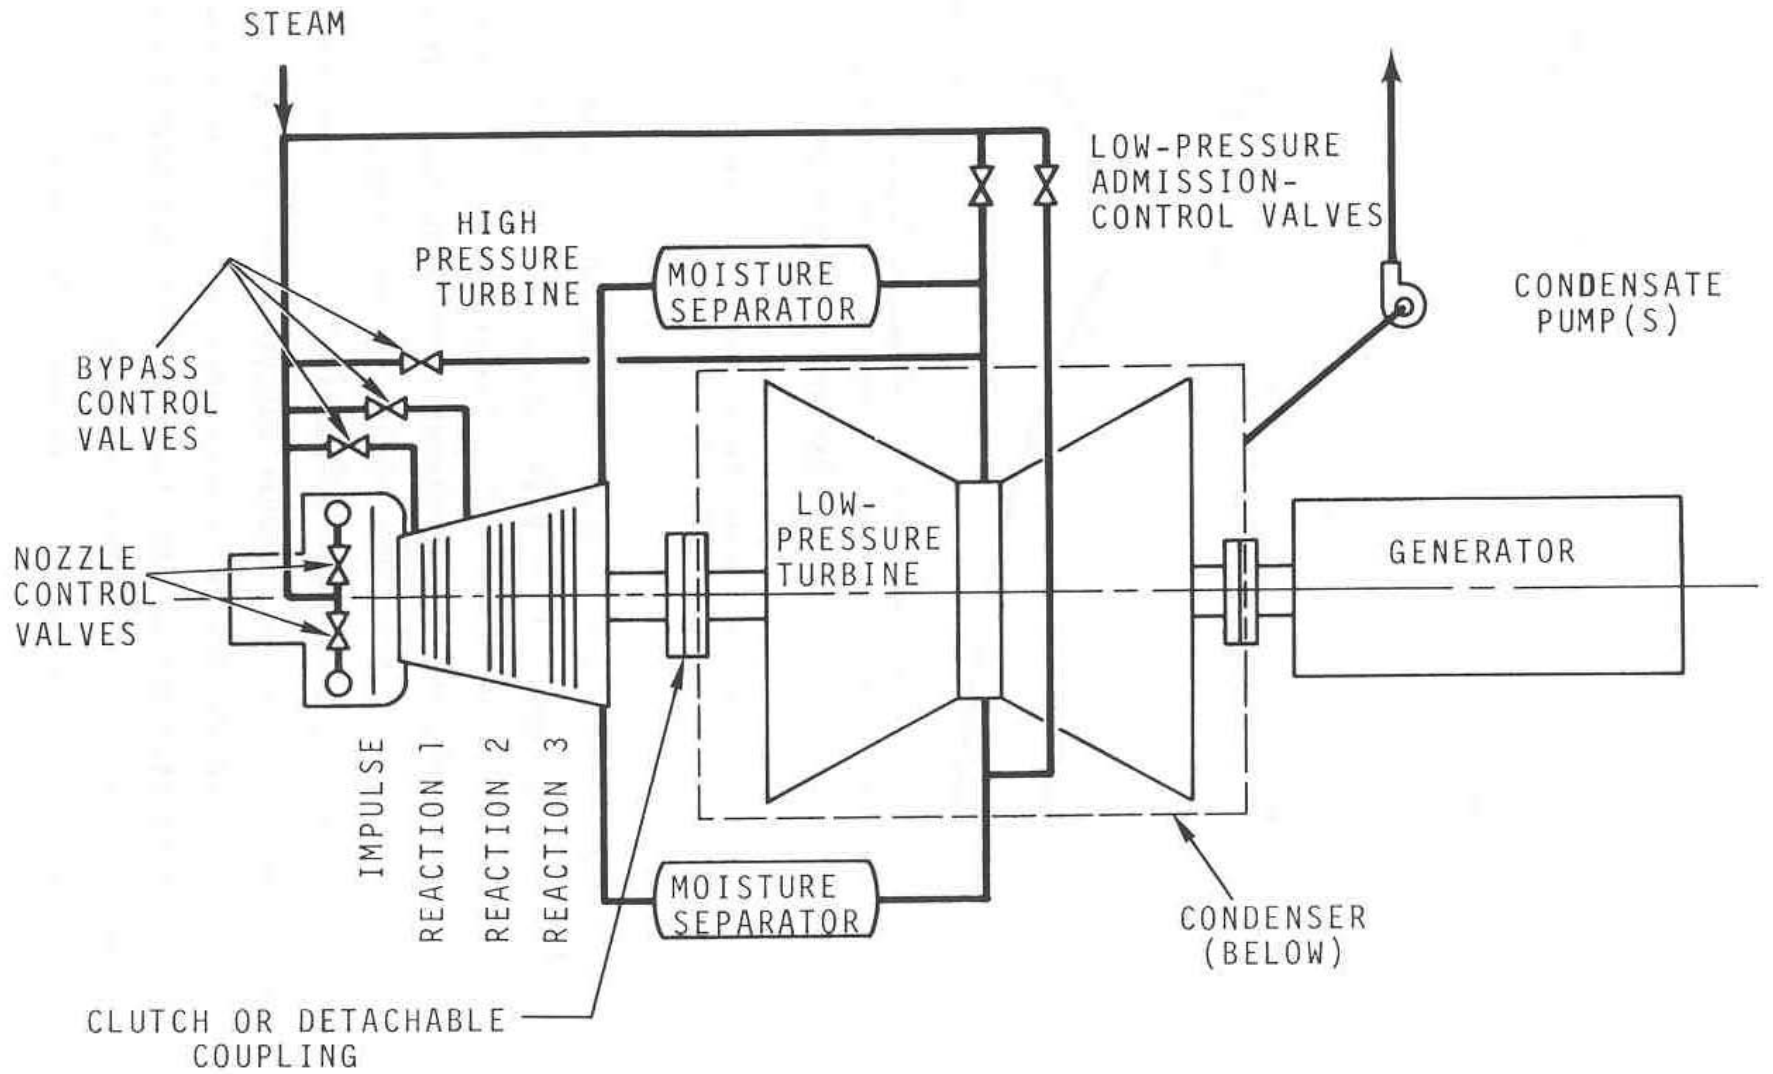 STEAM
LOW-PRESSURE
ADMISSION-
CONTROL VALVES
HIGH
PRESSURE
TURBINE
MOISTURE
SEPARATOR
CONDENSATE
PUMP(S)
BYPASS
CONTROL
VALVES
LOW-
PRESSURE
TURBINE
GENERATOR
NOZZLE
CONTROL
VALVES
IMPULSE
REACTION 1
REACTION 2
REACTION 3
MOISTURE
SEPARATOR
CONDENSER
(BELOW)
CLUTCH OR DETACHABLE
COUPLING